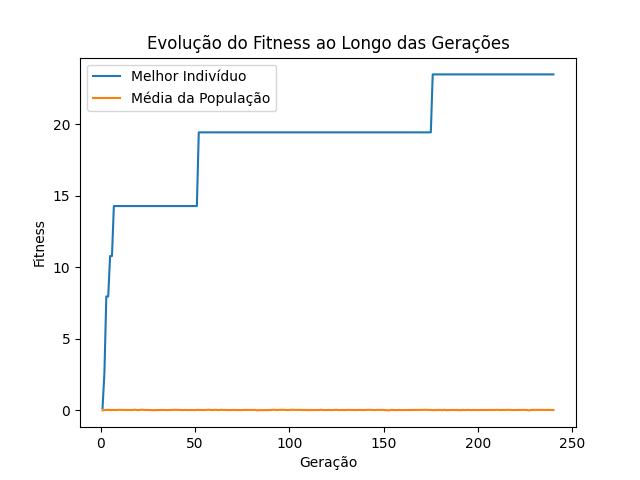 Evolução do Fitness ao Longo das Gerações
Melhor Indivíduo
Média da População
Fitness
20
15
10
5
0
0 50 100 150 200 250
Geração